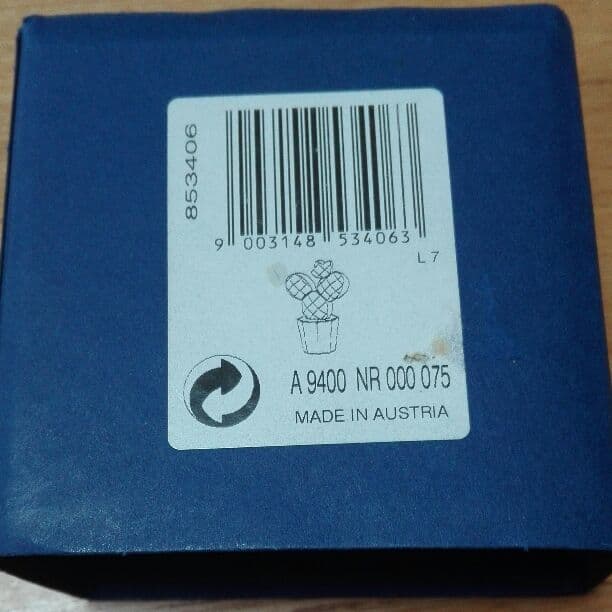 853406
9 003148 534063
L 7
A 9400 NR 000 075
MADE IN AUSTRIA